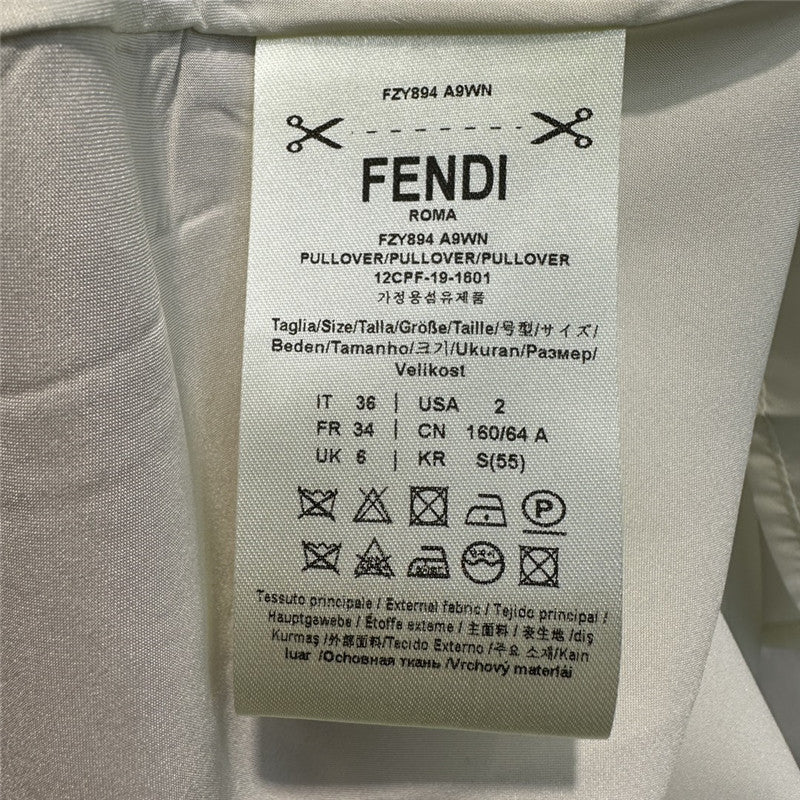 FZY894 A9WN
FENDI
ROMA
FZY894 A9WN
PULLOVER/PULLOVER/PULLOVER
12CPF-19-1601
가정용섬유제품
Taglia/Size/Talla/Größe/Taille/号型/サイズ/
Beden/Tamanho/크기/Ukuran/Размер/
Velikost
IT 36 | USA 2
FR 34 | CN 160/64 A
UK 6 | KR S(55)
P
Tessuto principale / External fabric / Tejido principal /
Hauptgewebe / Étoffe externe / 主面料 / 表生地 /diş
Kurmaş /外部面料/Tecido Externo /주요 소재/Kain
luar /Основная ткань /Vrchový materiál